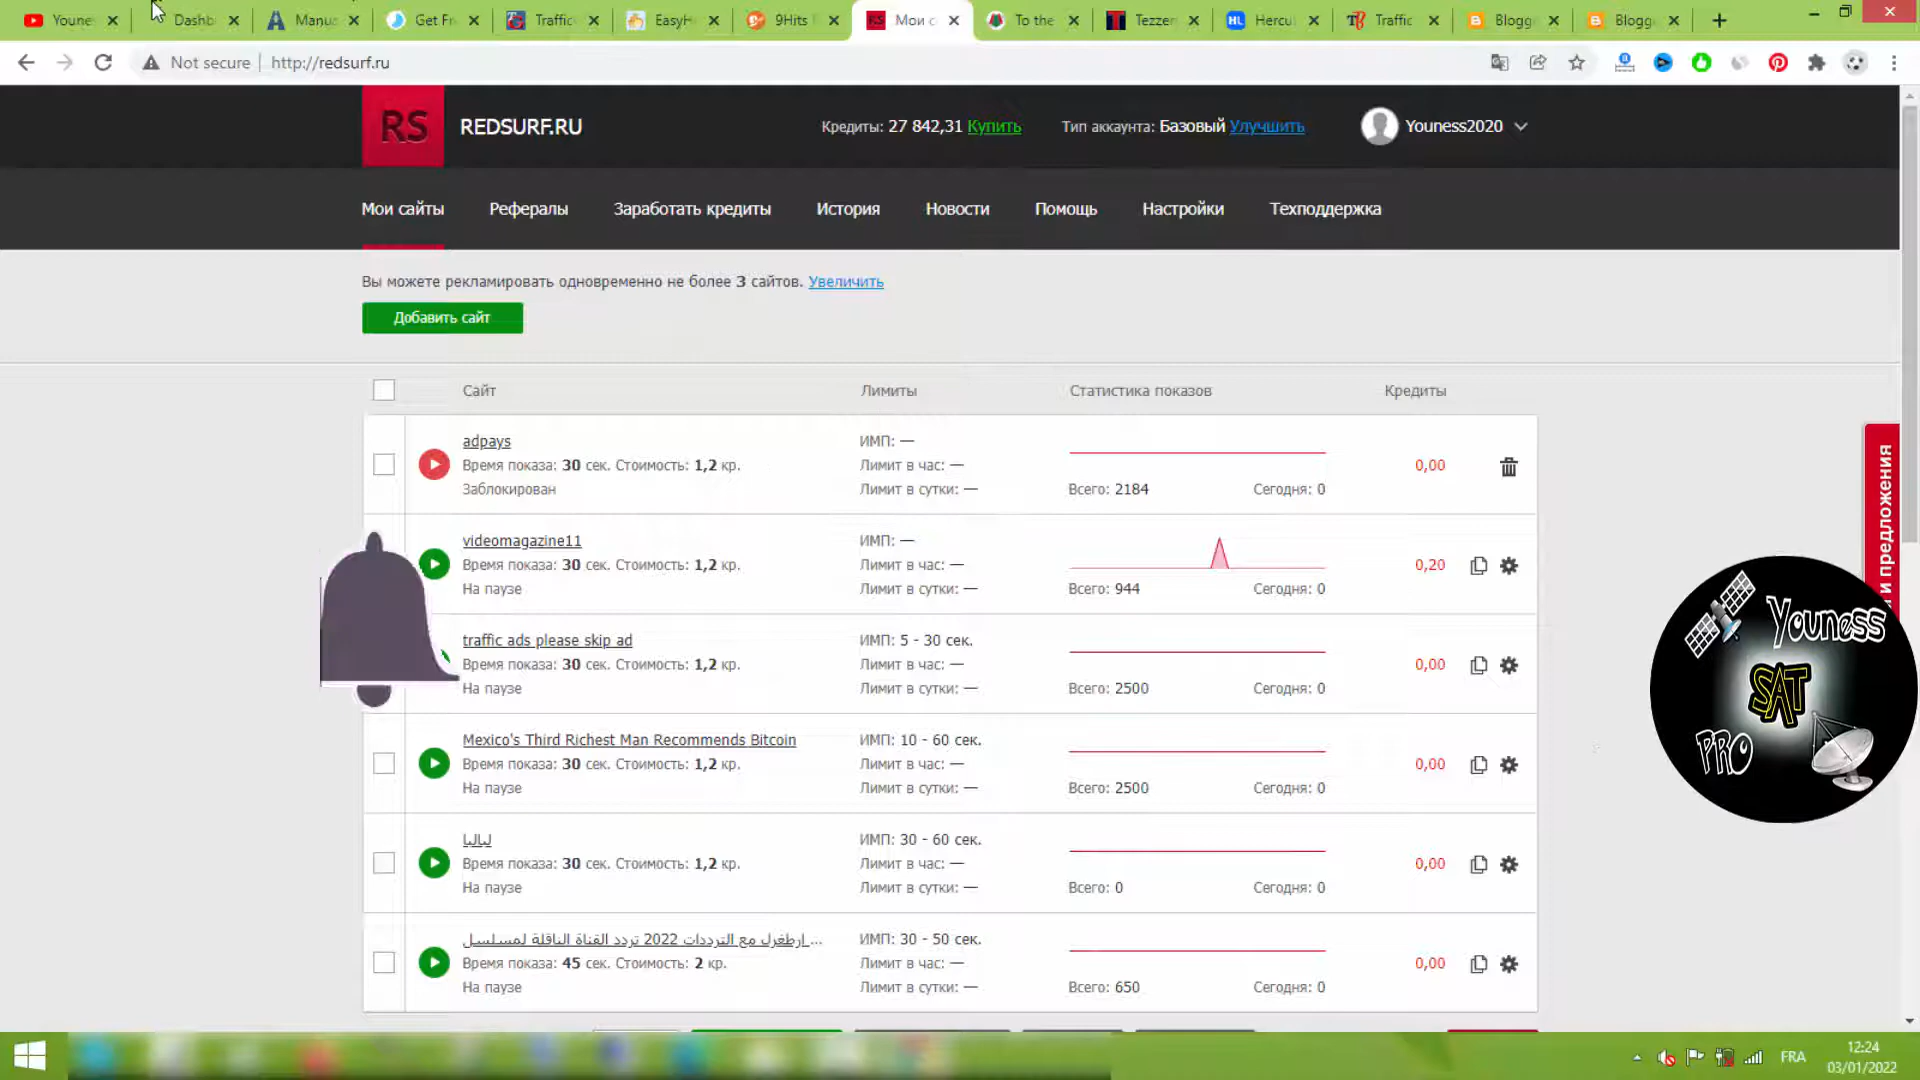 Youne
Dashb
Manu
Get Fr
Traffic
EasyH
9Hits
Мои с
To the
Tezzer
Hercu
Traffic
Blogg
Blogg
Not secure
http://redsurf.ru
RS
REDSURF.RU
Кредиты: 27 842,31 Купить
Тип аккаунта: Базовый Улучшить
Youness2020
Мои сайты
Рефералы
Заработать кредиты
История
Новости
Помощь
Настройки
Техподдержка
Вы можете рекламировать одновременно не более 3 сайтов. Увеличить
Добавить сайт
Сайт
Лимиты
Статистика показов
Кредиты
adpays
Время показа: 30 сек. Стоимость: 1,2 кр.
Заблокирован
ИМП: —
Лимит в час: —
Лимит в сутки: —
Всего: 2184
Сегодня: 0
0,00
videomagazine11
Время показа: 30 сек. Стоимость: 1,2 кр.
На паузе
ИМП: —
Лимит в час: —
Лимит в сутки: —
Всего: 944
Сегодня: 0
0,20
traffic ads please skip ad
Время показа: 30 сек. Стоимость: 1,2 кр.
На паузе
ИМП: 5 - 30 сек.
Лимит в час: —
Лимит в сутки: —
Всего: 2500
Сегодня: 0
0,00
Mexico's Third Richest Man Recommends Bitcoin
Время показа: 30 сек. Стоимость: 1,2 кр.
На паузе
ИМП: 10 - 60 сек.
Лимит в час: —
Лимит в сутки: —
Всего: 2500
Сегодня: 0
0,00
Время показа: 30 сек. Стоимость: 1,2 кр.
На паузе
ИМП: 30 - 60 сек.
Лимит в час: —
Лимит в сутки: —
Всего: 0
Сегодня: 0
0,00
ارطغرل مع الترددات 2022 تردد القناة الناقلة لمسلسل ...
Время показа: 45 сек. Стоимость: 2 кр.
На паузе
ИМП: 30 - 50 сек.
Лимит в час: —
Лимит в сутки: —
Всего: 650
Сегодня: 0
0,00
и предложения
Youness
SAT
PRO
FRA
12:24
03/01/2022